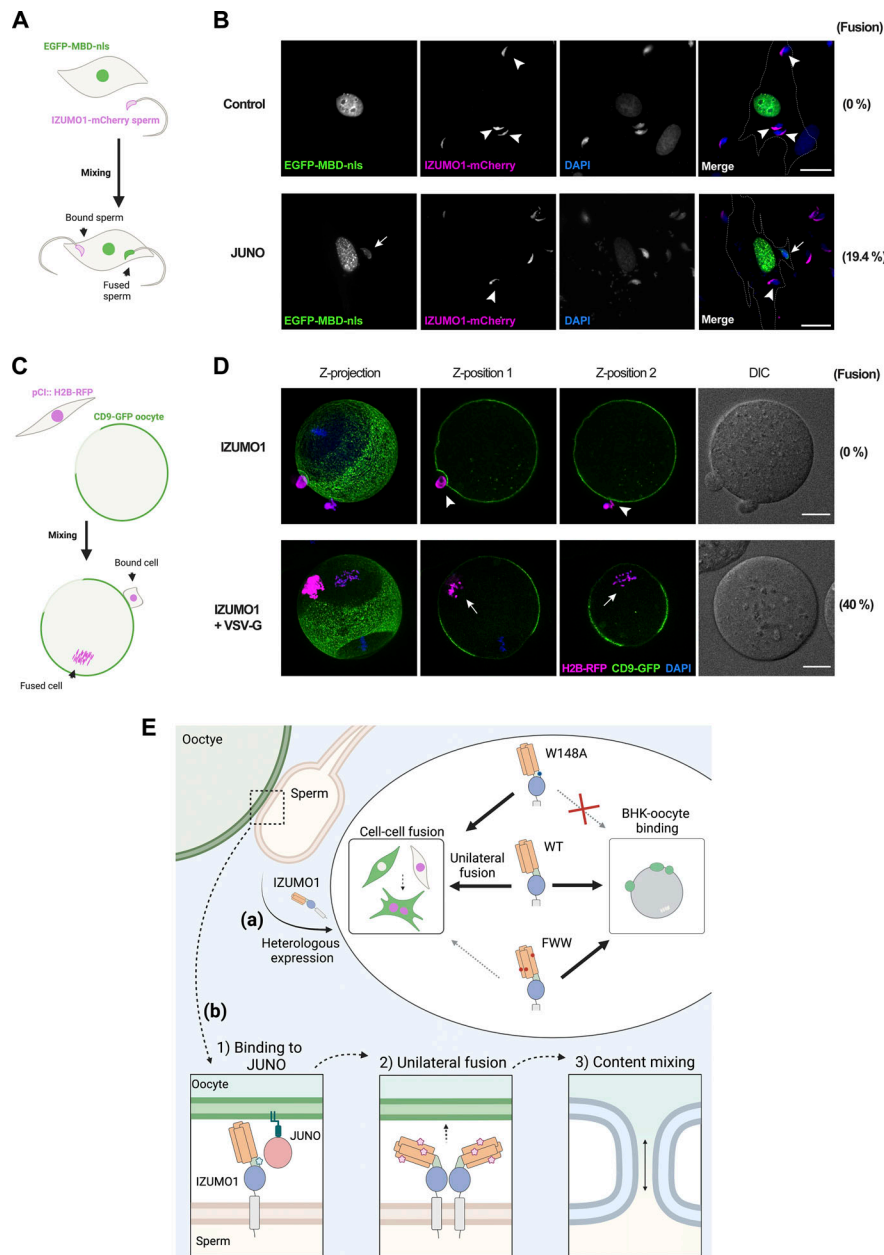 A
EGFP-MBD-nls
IZUMO1-mCherry sperm
Mixing
Bound sperm
Fused
sperm
B
(Fusion)
Control
EGFP-MBD-nls
IZUMO1-mCherry
DAPI
Merge
(0 %)
JUNO
EGFP-MBD-nls
IZUMO1-mCherry
DAPI
Merge
(19.4 %)
C
pCI:: H2B-RFP
CD9-GFP oocyte
Mixing
Bound cell
Fused cell
D
Z-projection
Z-position 1
Z-position 2
DIC
(Fusion)
IZUMO1
(0 %)
IZUMO1
+ VSV-G
H2B-RFP CD9-GFP DAPI
(40 %)
E
Ooctye
Sperm
W148A
Cell-cell fusion
BHK-oocyte
binding
Unilateral
fusion
WT
IZUMO1
(a)
Heterologous
expression
FWW
(b)
1) Binding to
JUNO
2) Unilateral fusion
3) Content mixing
Oocyte
JUNO
IZUMO1
Sperm